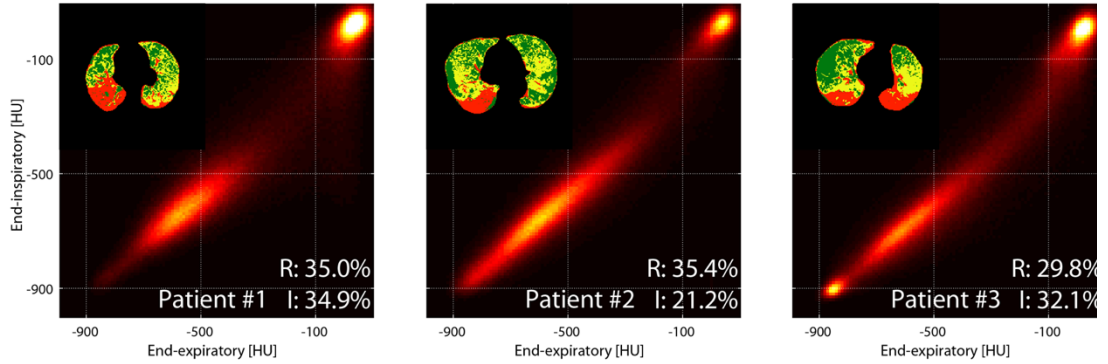 End-inspiratory [HU]
-100
-500
-900
R: 35.0%
Patient #1 I: 34.9%
-900 -500 -100
End-expiratory [HU]
R: 35.4%
Patient #2 I: 21.2%
-900 -500 -100
End-expiratory [HU]
R: 29.8%
Patient #3 I: 32.1%
-900 -500 -100
End-expiratory [HU]